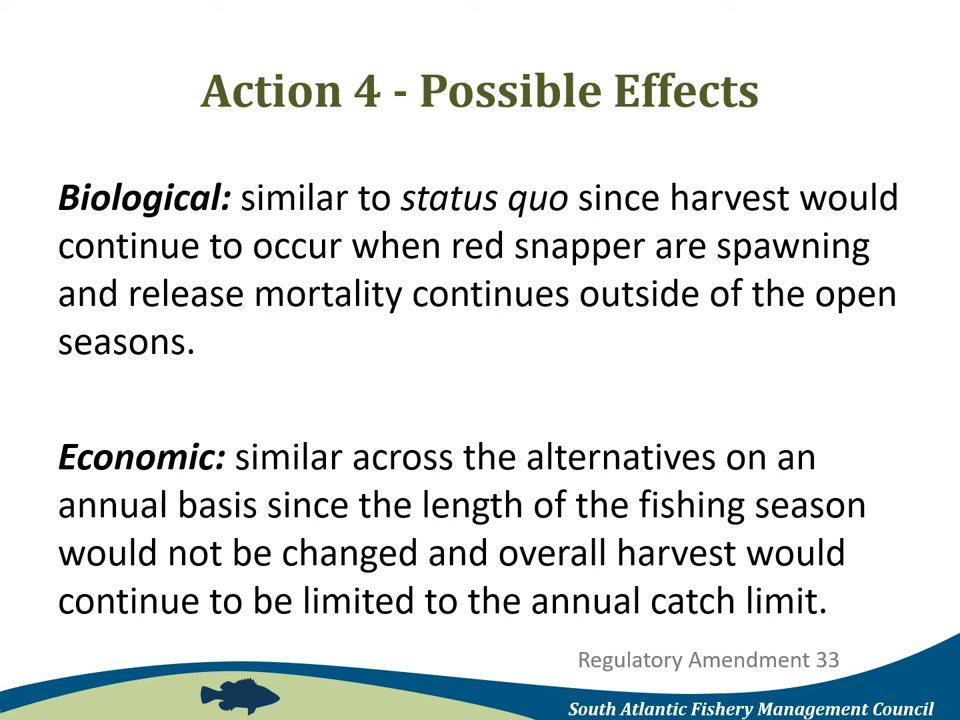 Action 4 - Possible Effects
Biological: similar to status quo since harvest would
continue to occur when red snapper are spawning
and release mortality continues outside of the open
seasons.
Economic: similar across the alternatives on an
annual basis since the length of the fishing season
would not be changed and overall harvest would
continue to be limited to the annual catch limit.
Regulatory Amendment 33
South Atlantic Fishery Management Council